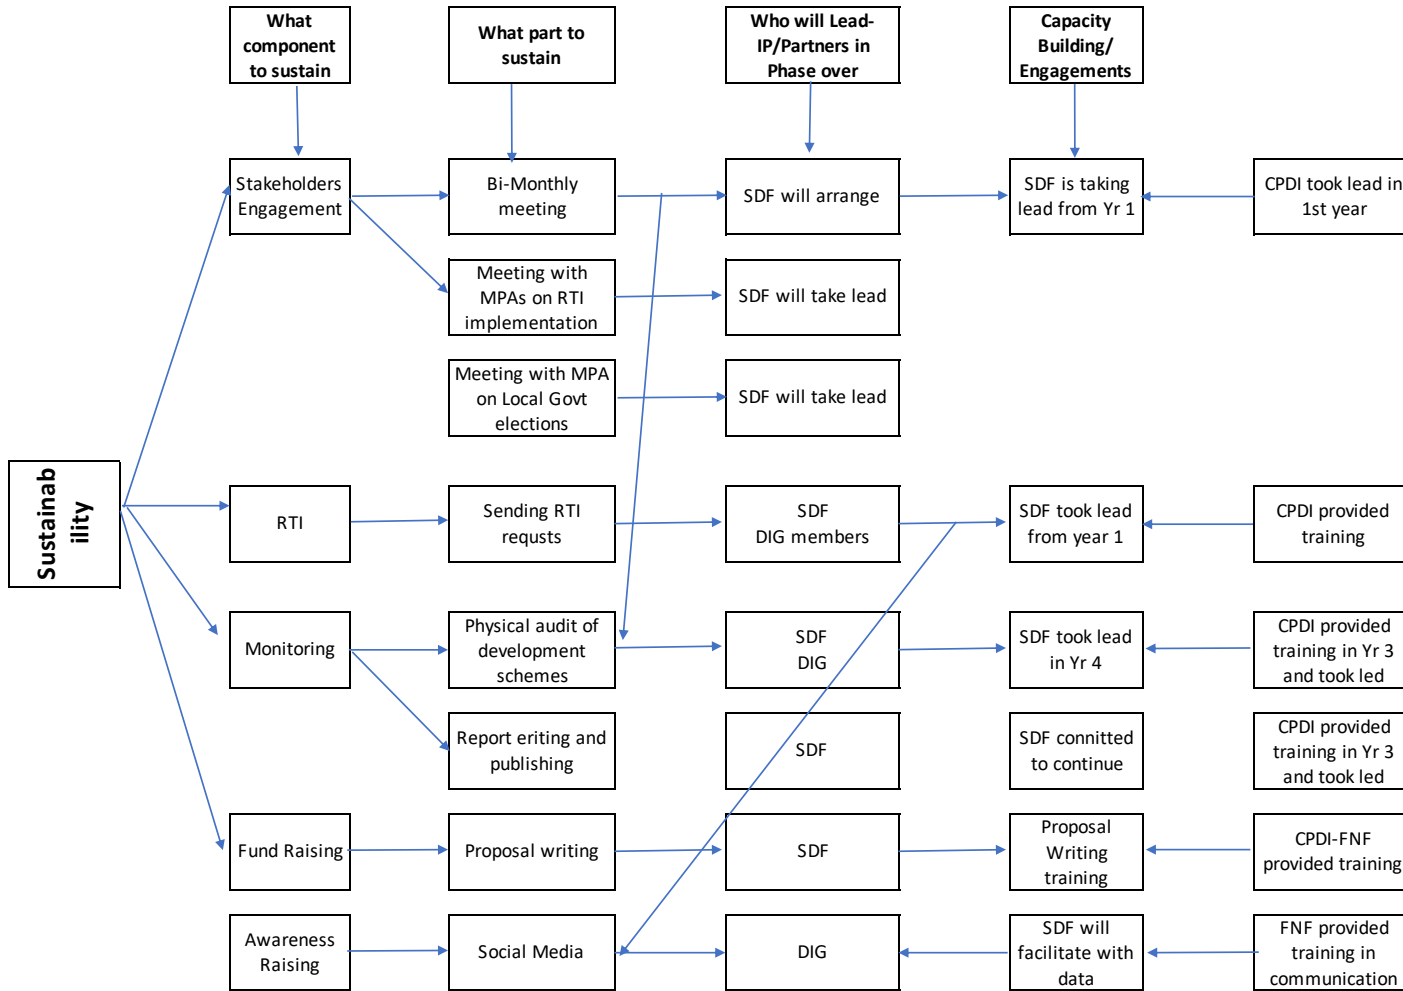 What
component
to sustain
What part to
sustain
Who will Lead-
IP/Partners in
Phase over
Capacity
Building/
Engagements
Stakeholders
Engagement
Bi-Monthly
meeting
SDF will arrange
SDF is taking
lead from Yr 1
CPDI took lead in
1st year
Meeting with
MPAs on RTI
implementation
SDF will take lead
Meeting with MPA
on Local Govt
elections
SDF will take lead
Sustainab
ility
RTI
Sending RTI
requsts
SDF
DIG members
SDF took lead
from year 1
CPDI provided
training
Monitoring
Physical audit of
development
schemes
SDF
DIG
SDF took lead
in Yr 4
CPDI provided
training in Yr 3
and took led
Report eriting and
publishing
SDF
SDF connitted
to continue
CPDI provided
training in Yr 3
and took led
Fund Raising
Proposal writing
SDF
Proposal
Writing
training
CPDI-FNF
provided training
Awareness
Raising
Social Media
DIG
SDF will
facilitate with
data
FNF provided
training in
communication